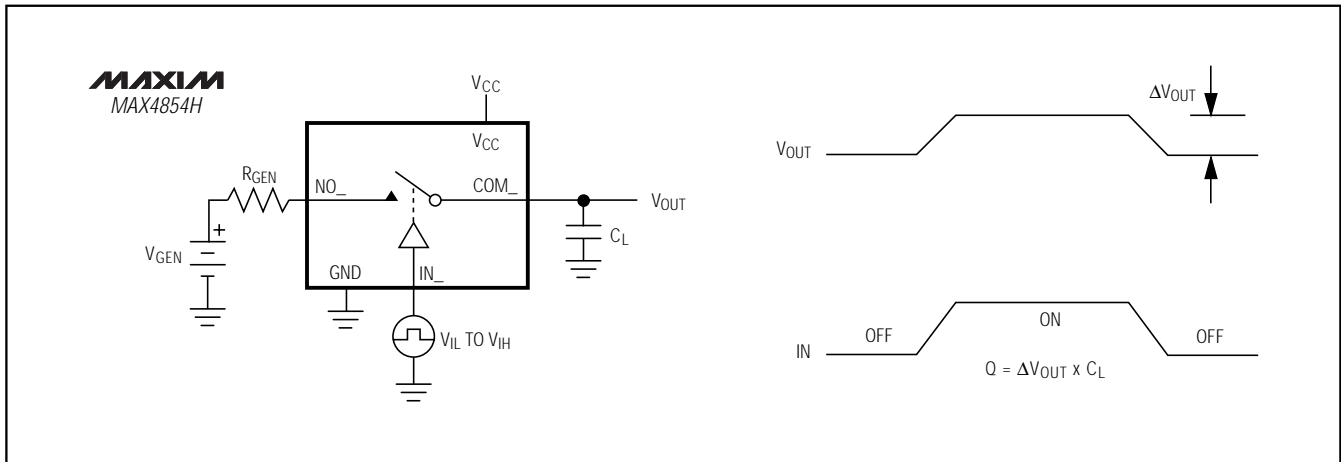 MAXIM
MAX4854H
VCC
VCC
RGEN
NO_
COM_
VOUT
CL
VGEN
+
GND
IN_
VIL TO VIH
ΔVOUT
VOUT
IN
OFF
ON
OFF
Q = ΔVOUT x CL